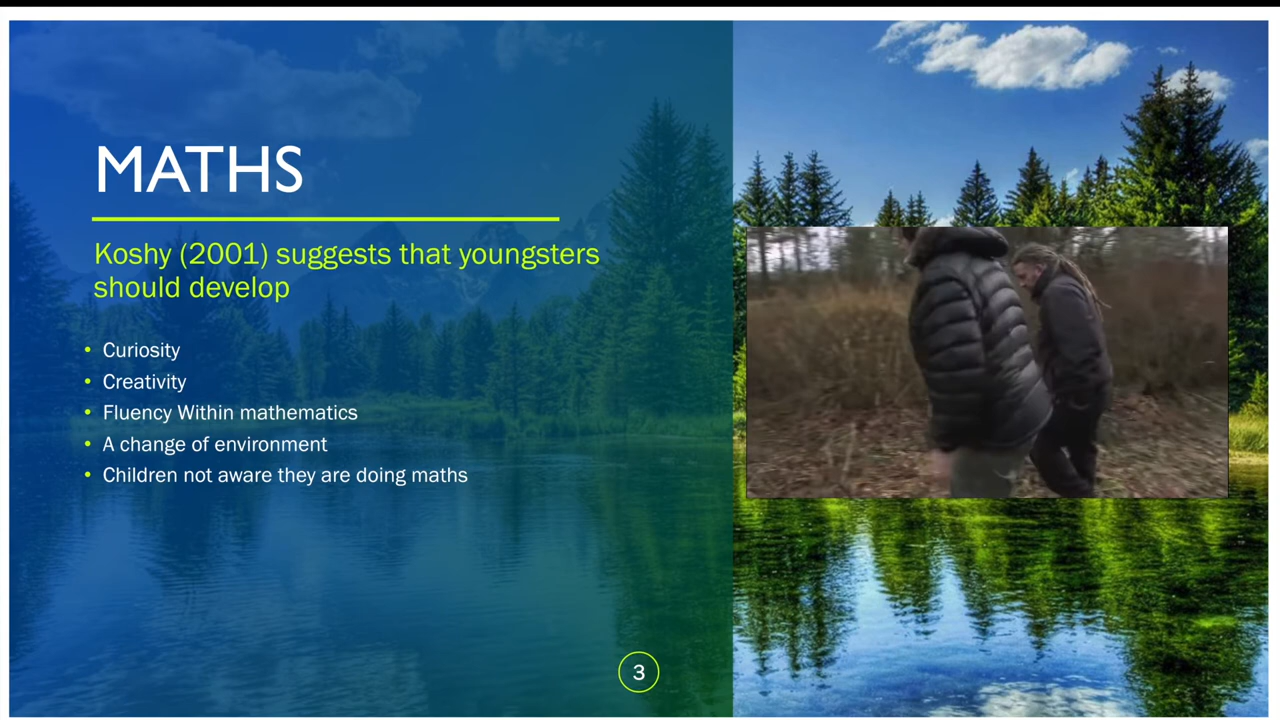 MATHS
Koshy (2001) suggests that youngsters
should develop
• Curiosity
• Creativity
• Fluency Within mathematics
• A change of environment
• Children not aware they are doing maths
3